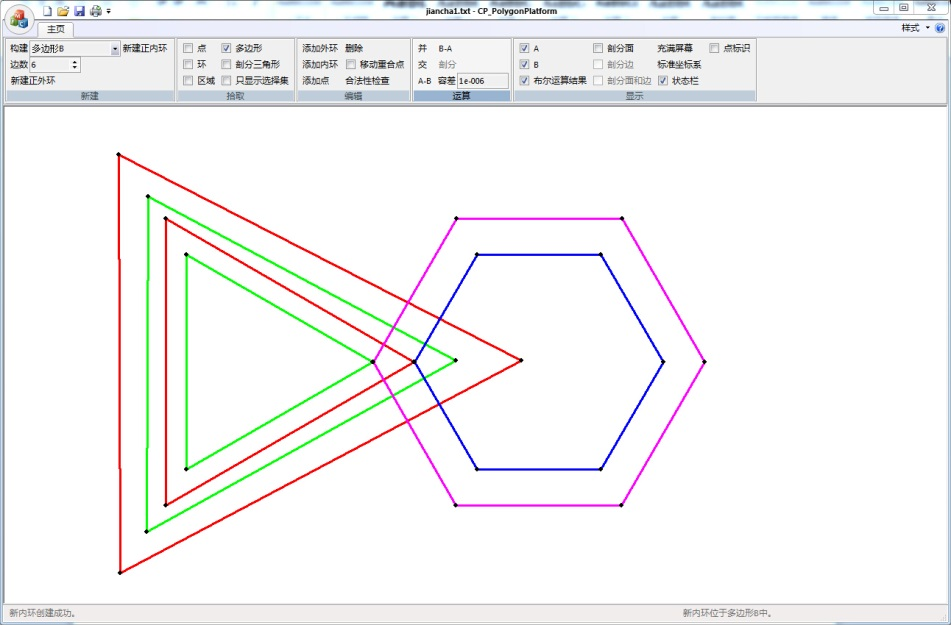 jiancha1.txt - CP_PolygonPlatform
主页
样式
构建 多边形B 新建正内环
边数 6
新建正外环
新建
点 多边形
环 剖分三角形
区域 只显示选择集
拾取
添加外环 删除
添加内环 移动重合点
添加点 合法性检查
编辑
并 B-A
交 剖分
A-B 容差 1e-006
运算
A 剖分面 充满屏幕 点标识
B 剖分边 标准坐标系
布尔运算结果 剖分面和边 状态栏
显示
新内环创建成功。
新内环位于多边形B中。